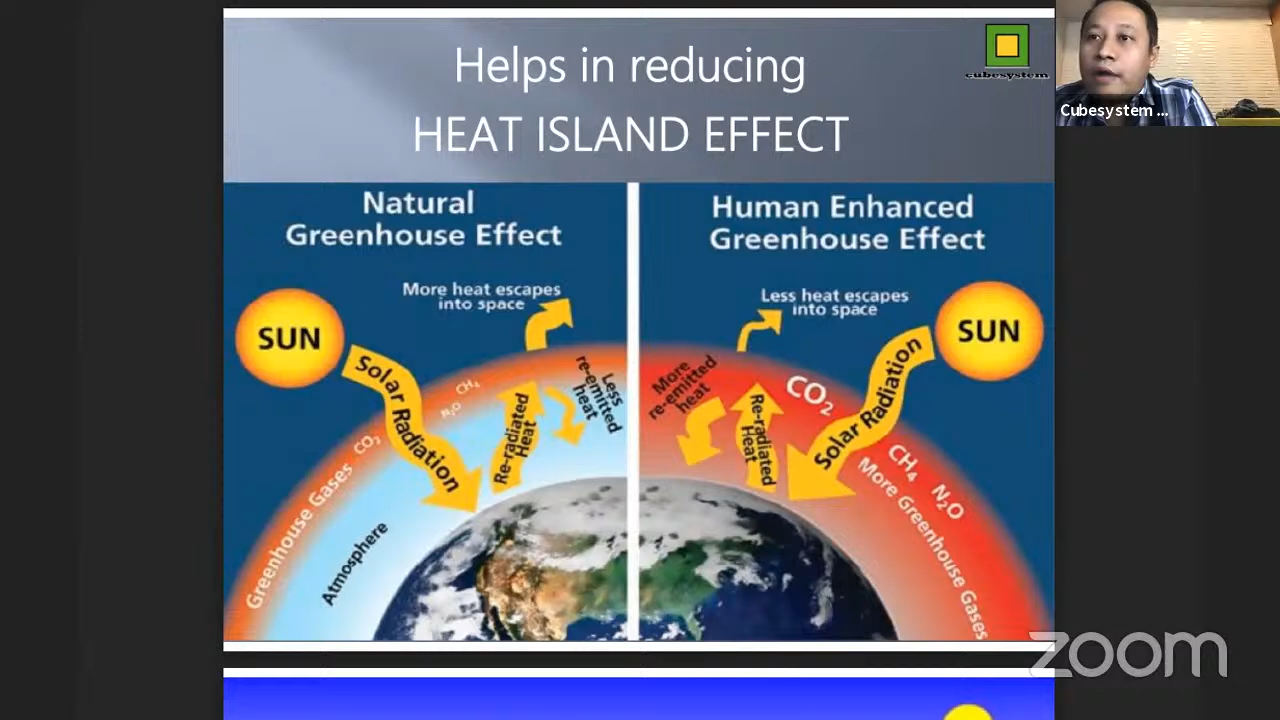 Helps in reducing
HEAT ISLAND EFFECT
cubesystem
Cubesystem ...
Natural
Greenhouse Effect
More heat escapes
into space
SUN
Solar Radiation
CH₄
N₂O
CO₂
Re-radiated
Heat
Less
re-emitted
heat
Greenhouse Gases
Atmosphere
Human Enhanced
Greenhouse Effect
Less heat escapes
into space
SUN
More
re-emitted
heat
Re-radiated
Heat
CO₂
Solar Radiation
CH₄
N₂O
More Greenhouse Gases
zoom